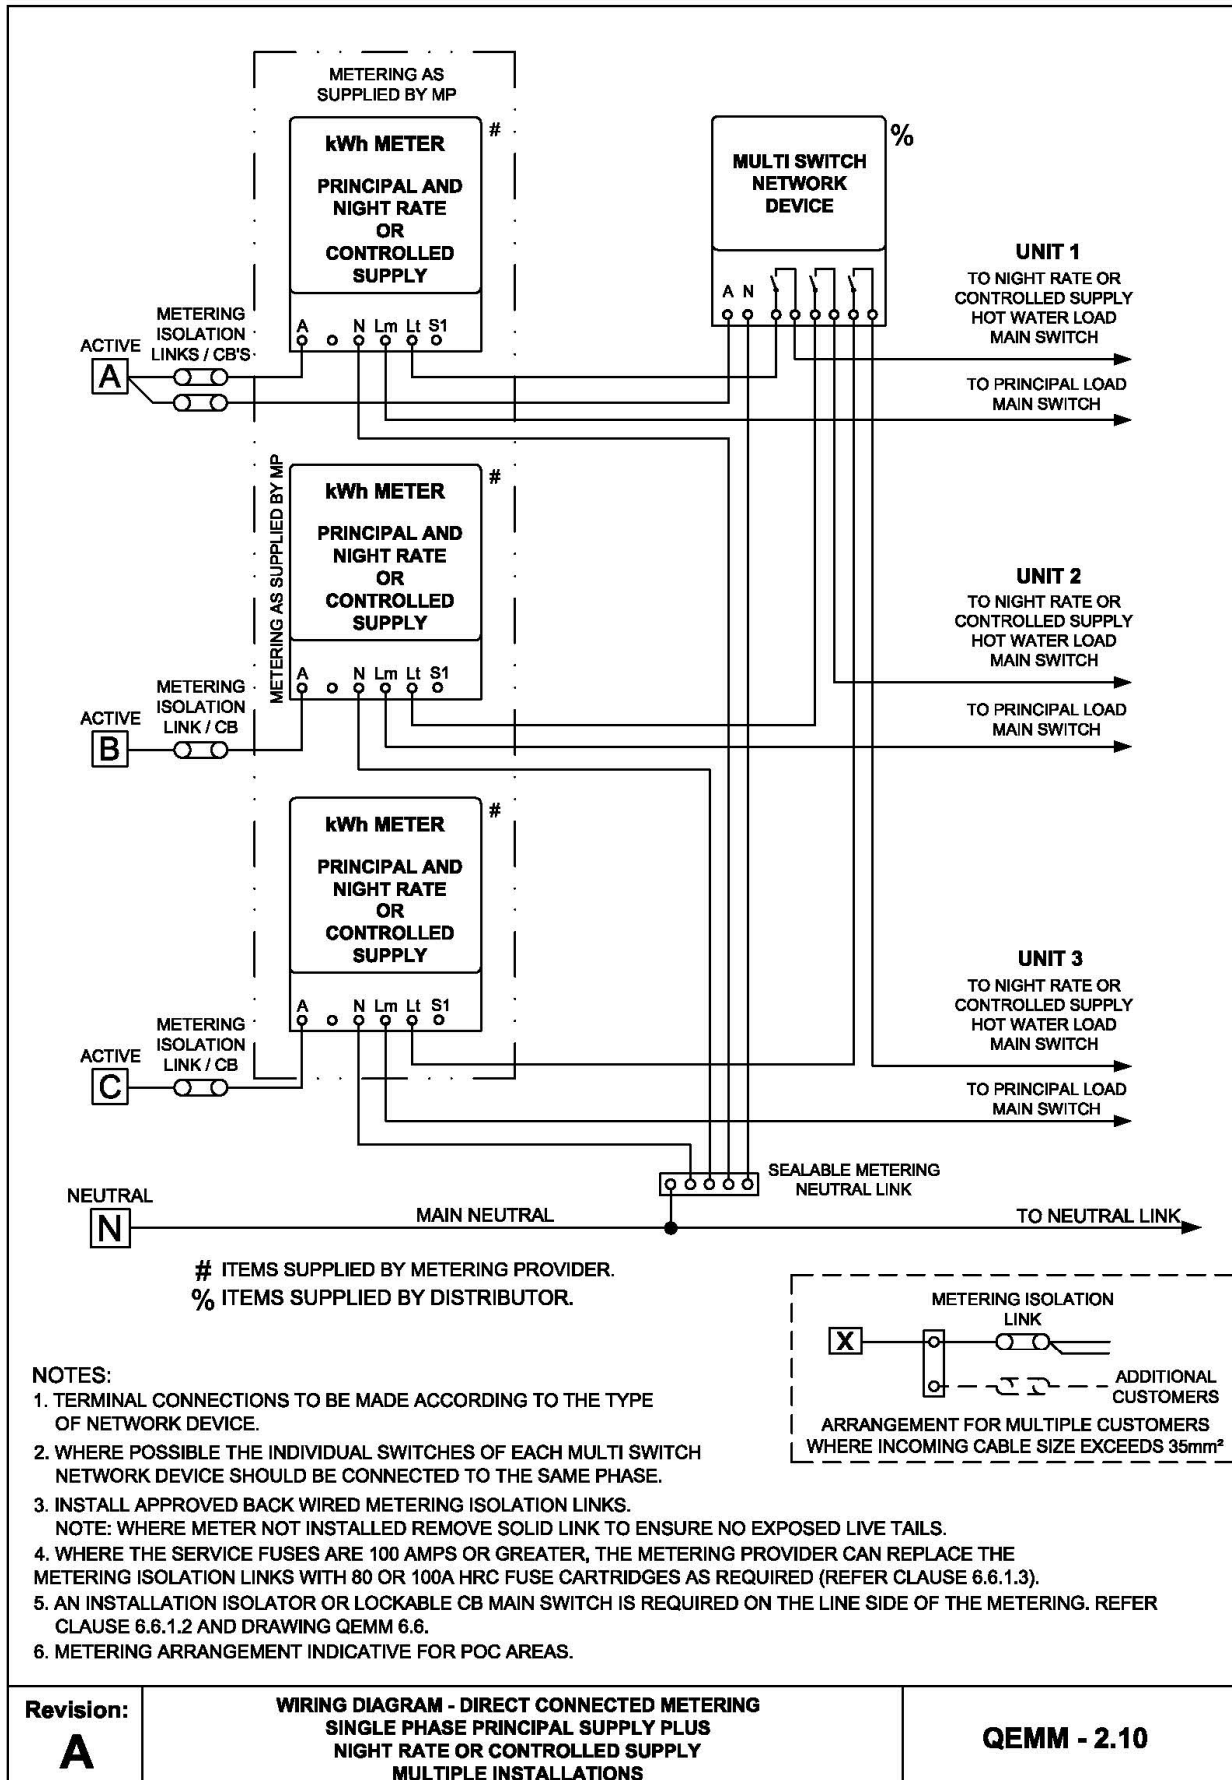 METERING AS
SUPPLIED BY MP
kWh METER
PRINCIPAL AND
NIGHT RATE
OR
CONTROLLED
SUPPLY
#
A N Lm Lt S1
MULTI SWITCH
NETWORK
DEVICE
%
A N
METERING
ISOLATION
LINKS / CB'S
ACTIVE
A
UNIT 1
TO NIGHT RATE OR
CONTROLLED SUPPLY
HOT WATER LOAD
MAIN SWITCH
TO PRINCIPAL LOAD
MAIN SWITCH
METERING AS SUPPLIED BY MP
kWh METER
PRINCIPAL AND
NIGHT RATE
OR
CONTROLLED
SUPPLY
#
A N Lm Lt S1
METERING
ISOLATION
LINK / CB
ACTIVE
B
UNIT 2
TO NIGHT RATE OR
CONTROLLED SUPPLY
HOT WATER LOAD
MAIN SWITCH
TO PRINCIPAL LOAD
MAIN SWITCH
kWh METER
PRINCIPAL AND
NIGHT RATE
OR
CONTROLLED
SUPPLY
#
A N Lm Lt S1
METERING
ISOLATION
LINK / CB
ACTIVE
C
UNIT 3
TO NIGHT RATE OR
CONTROLLED SUPPLY
HOT WATER LOAD
MAIN SWITCH
TO PRINCIPAL LOAD
MAIN SWITCH
SEALABLE METERING
NEUTRAL LINK
NEUTRAL
N
MAIN NEUTRAL
TO NEUTRAL LINK
# ITEMS SUPPLIED BY METERING PROVIDER.
% ITEMS SUPPLIED BY DISTRIBUTOR.
METERING ISOLATION
LINK
X
ADDITIONAL
CUSTOMERS
ARRANGEMENT FOR MULTIPLE CUSTOMERS
WHERE INCOMING CABLE SIZE EXCEEDS 35mm²
NOTES:
1. TERMINAL CONNECTIONS TO BE MADE ACCORDING TO THE TYPE
OF NETWORK DEVICE.
2. WHERE POSSIBLE THE INDIVIDUAL SWITCHES OF EACH MULTI SWITCH
NETWORK DEVICE SHOULD BE CONNECTED TO THE SAME PHASE.
3. INSTALL APPROVED BACK WIRED METERING ISOLATION LINKS.
NOTE: WHERE METER NOT INSTALLED REMOVE SOLID LINK TO ENSURE NO EXPOSED LIVE TAILS.
4. WHERE THE SERVICE FUSES ARE 100 AMPS OR GREATER, THE METERING PROVIDER CAN REPLACE THE
METERING ISOLATION LINKS WITH 80 OR 100A HRC FUSE CARTRIDGES AS REQUIRED (REFER CLAUSE 6.6.1.3).
5. AN INSTALLATION ISOLATOR OR LOCKABLE CB MAIN SWITCH IS REQUIRED ON THE LINE SIDE OF THE METERING. REFER
CLAUSE 6.6.1.2 AND DRAWING QEMM 6.6.
6. METERING ARRANGEMENT INDICATIVE FOR POC AREAS.
Revision:
A
WIRING DIAGRAM - DIRECT CONNECTED METERING
SINGLE PHASE PRINCIPAL SUPPLY PLUS
NIGHT RATE OR CONTROLLED SUPPLY
MULTIPLE INSTALLATIONS
QEMM - 2.10